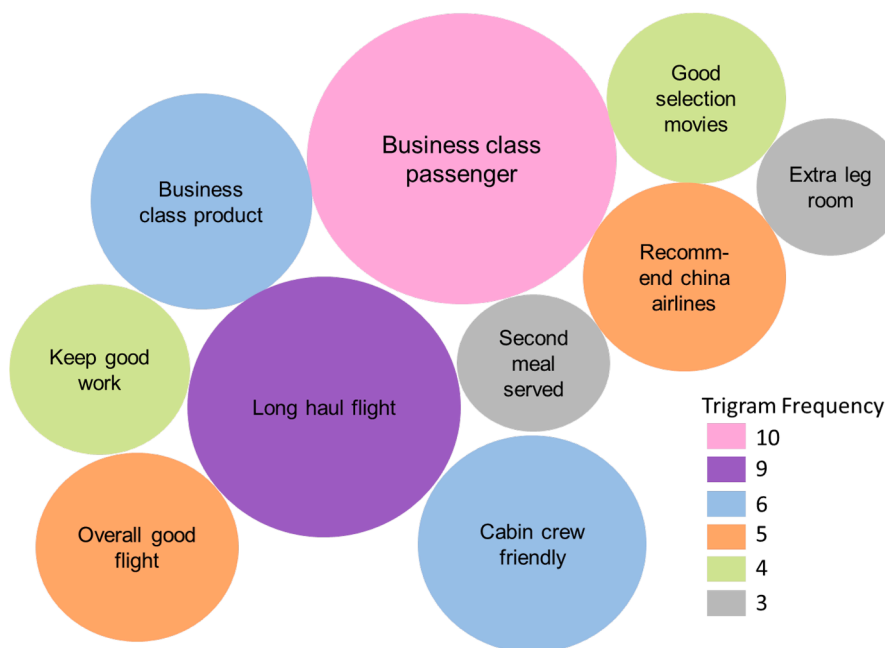 Business class
passenger
Good
selection
movies
Business
class product
Extra leg
room
Recomm-
end china
airlines
Keep good
work
Long haul flight
Second
meal
served
Overall good
flight
Cabin crew
friendly
Trigram Frequency
10
9
6
5
4
3